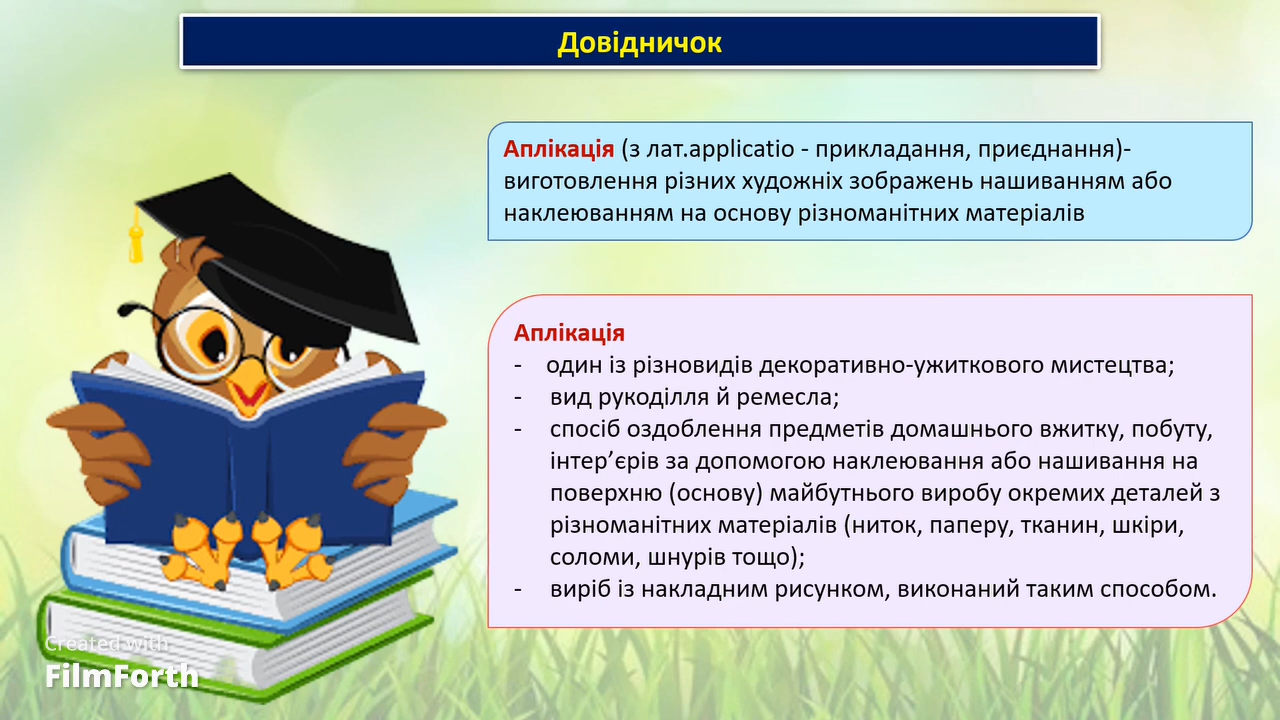 Довідничок
Аплікація (з лат.applicatio - прикладання, приєднання)-
виготовлення різних художніх зображень нашиванням або
наклеюванням на основу різноманітних матеріалів
Аплікація
- один із різновидів декоративно-ужиткового мистецтва;
- вид рукоділля й ремесла;
- спосіб оздоблення предметів домашнього вжитку, побуту,
інтер’єрів за допомогою наклеювання або нашивання на
поверхню (основу) майбутнього виробу окремих деталей з
різноманітних матеріалів (ниток, паперу, тканин, шкіри,
соломи, шнурів тощо);
- виріб із накладним рисунком, виконаний таким способом.
Created with
FilmForth